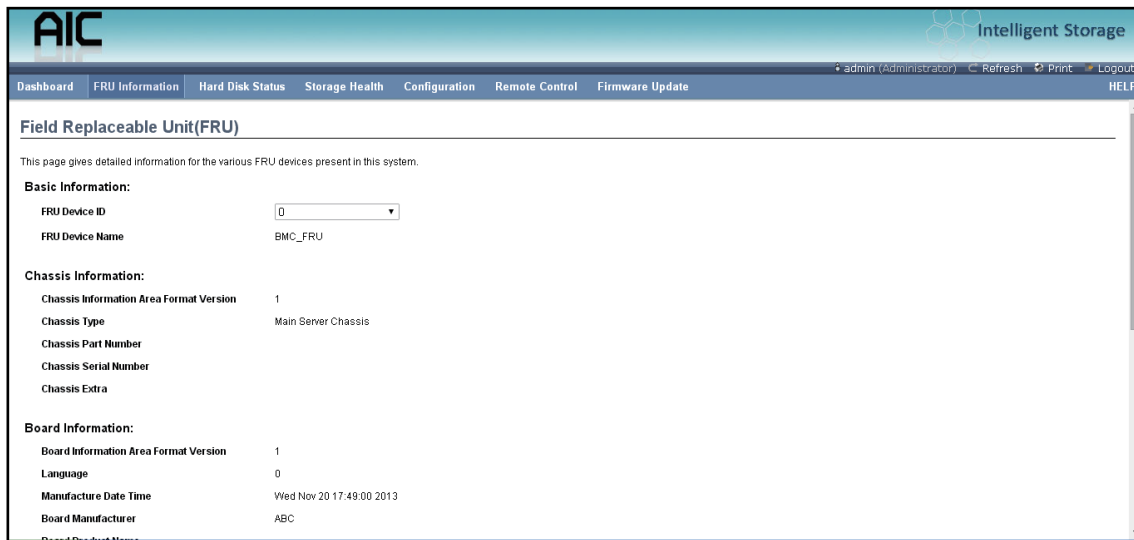 AIC
Intelligent Storage
admin (Administrator) Refresh Print Logout
Dashboard FRU Information Hard Disk Status Storage Health Configuration Remote Control Firmware Update HELP
Field Replaceable Unit(FRU)
This page gives detailed information for the various FRU devices present in this system.
Basic Information:
FRU Device ID 0
FRU Device Name BMC_FRU
Chassis Information:
Chassis Information Area Format Version 1
Chassis Type Main Server Chassis
Chassis Part Number
Chassis Serial Number
Chassis Extra
Board Information:
Board Information Area Format Version 1
Language 0
Manufacture Date Time Wed Nov 20 17:49:00 2013
Board Manufacturer ABC
Board Product Name